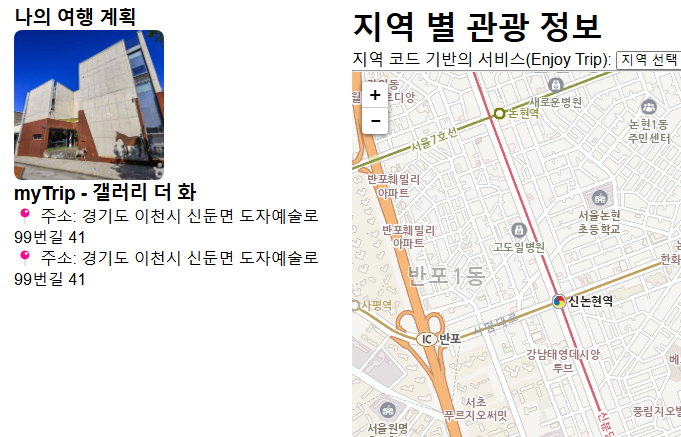 나의 여행 계획
myTrip - 갤러리 더 화
주소: 경기도 이천시 신둔면 도자예술로
99번길 41
주소: 경기도 이천시 신둔면 도자예술로
99번길 41
지역 별 관광 정보
지역 코드 기반의 서비스(Enjoy Trip): 지역 선택
+
−
새로운병원
논현역
논현1동
주민센터
서울7호선
반포훼밀리
아파트
반포훼밀리
아파트
서울논현
초등학교
고도일병원
반포1동
사평역
신논현역
사평대로
IC 반포
강남태영데시앙
루브
서초
푸르지오써밋
서울원명